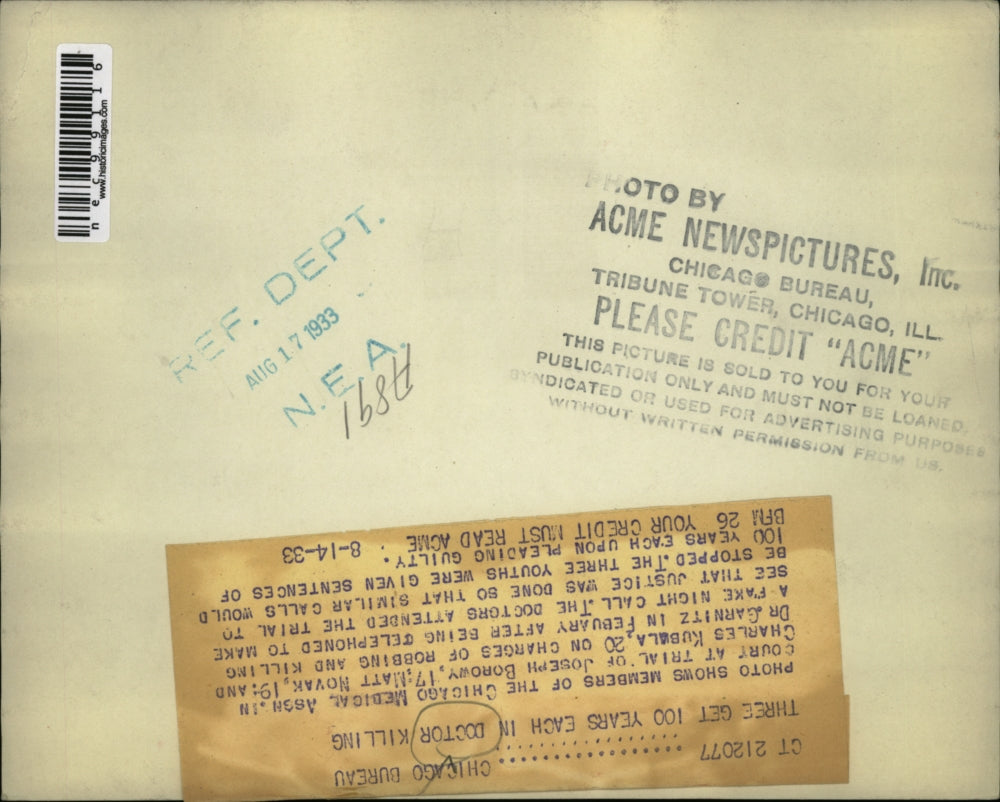 nec99116
www.historicimages.com
REF. DEPT.
AUG 17 1933
N. E. A.
PHOTO BY
ACME NEWSPICTURES, Inc.
CHICAGO BUREAU,
TRIBUNE TOWER, CHICAGO, ILL.
PLEASE CREDIT "ACME"
THIS PICTURE IS SOLD TO YOU FOR YOUR
PUBLICATION ONLY AND MUST NOT BE LOANED,
SYNDICATED OR USED FOR ADVERTISING PURPOSES
WITHOUT WRITTEN PERMISSION FROM US.
CT 212077 ................. CHICAGO BUREAU
THREE GET 100 YEARS EACH IN DOCTOR KILLING
PHOTO SHOWS MEMBERS OF THE CHICAGO MEDICAL ASSN.IN
COURT AT TRIAL OF JOSEPH BOROWY, 17;MATT NOVAK,19;AND
CHARLES KUBALA,20 ON CHARGES OF ROBBING AND KILLING
DR.GARNITZ IN FEBUARY AFTER BEING TELEPHONED TO MAKE
A FAKE NIGHT CALL.THE DOCTORS ATTENDED THE TRIAL TO
SEE THAT JUSTICE WAS DONE SO THAT SIMILAR CALLS WOULD
BE STOPPED.THE THREE YOUTHS WERE GIVEN SENTENCES OF
100 YEARS EACH UPON PLEADING GUILTY.
BFM 26 YOUR CREDIT MUST READ ACME . 8-14-33